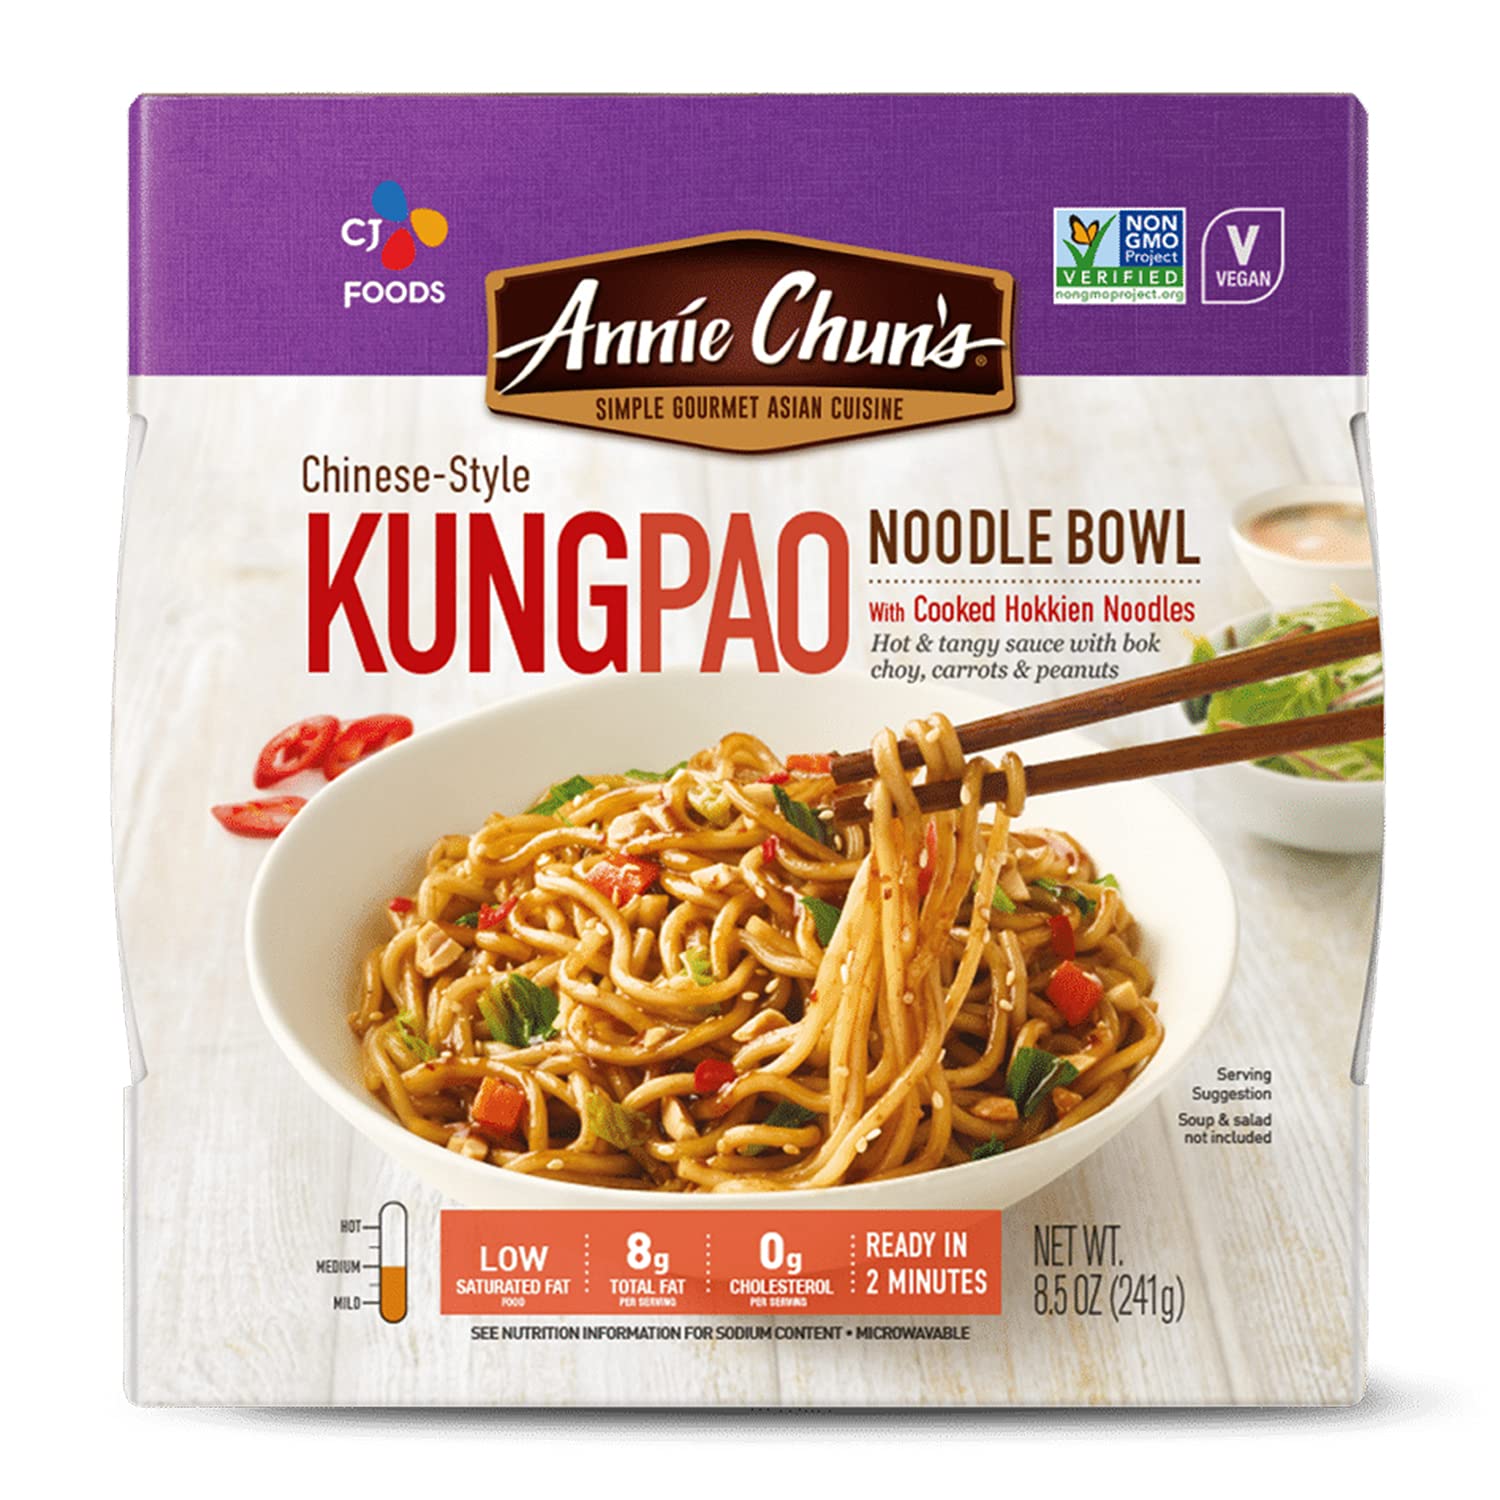 CJ
FOODS
NON
GMO
Project
VERIFIED
nongmoproject.org
V
VEGAN
Annie Chun's®
SIMPLE GOURMET ASIAN CUISINE
Chinese-Style
KUNGPAO
NOODLE BOWL
With Cooked Hokkien Noodles
Hot & tangy sauce with bok
choy, carrots & peanuts
Serving
Suggestion
Soup & salad
not included
HOT
MEDIUM
MILD
LOW
SATURATED FAT
FOOD
8g
TOTAL FAT
PER SERVING
0g
CHOLESTEROL
PER SERVING
READY IN
2 MINUTES
NET WT.
8.5 OZ (241g)
SEE NUTRITION INFORMATION FOR SODIUM CONTENT • MICROWAVABLE